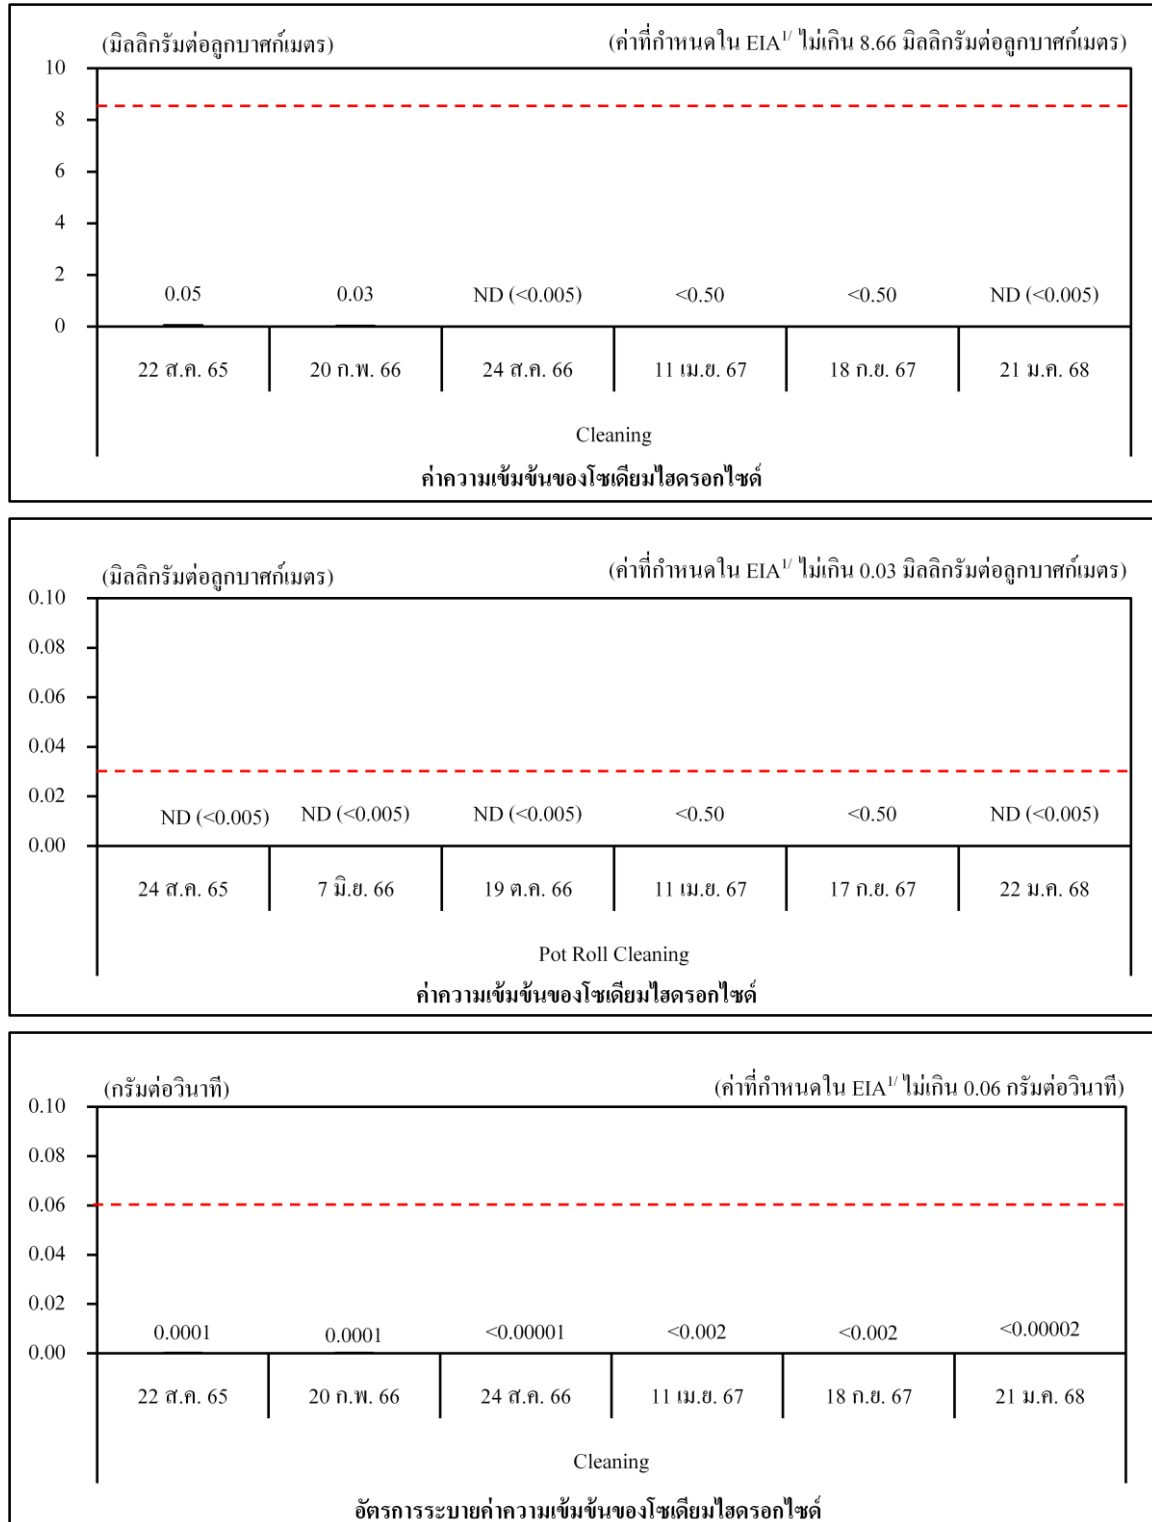 (มิลลิกรัมต่อลูกบาศก์เมตร) (ค่าที่กำหนดใน EIA1/ ไม่เกิน 8.66 มิลลิกรัมต่อลูกบาศก์เมตร)
10
8
6
4
2
0
0.05 0.03 ND (<0.005) <0.50 <0.50 ND (<0.005)
22 ส.ค. 65 20 ก.พ. 66 24 ส.ค. 66 11 เม.ย. 67 18 ก.ย. 67 21 ม.ค. 68
Cleaning
ค่าความเข้มข้นของโซเดียมไฮดรอกไซด์
(มิลลิกรัมต่อลูกบาศก์เมตร) (ค่าที่กำหนดใน EIA1/ ไม่เกิน 0.03 มิลลิกรัมต่อลูกบาศก์เมตร)
0.10
0.08
0.06
0.04
0.02
0.00
ND (<0.005) ND (<0.005) ND (<0.005) <0.50 <0.50 ND (<0.005)
24 ส.ค. 65 7 มิ.ย. 66 19 ต.ค. 66 11 เม.ย. 67 17 ก.ย. 67 22 ม.ค. 68
Pot Roll Cleaning
ค่าความเข้มข้นของโซเดียมไฮดรอกไซด์
(กรัมต่อวินาที) (ค่าที่กำหนดใน EIA1/ ไม่เกิน 0.06 กรัมต่อวินาที)
0.10
0.08
0.06
0.04
0.02
0.00
0.0001 0.0001 <0.00001 <0.002 <0.002 <0.00002
22 ส.ค. 65 20 ก.พ. 66 24 ส.ค. 66 11 เม.ย. 67 18 ก.ย. 67 21 ม.ค. 68
Cleaning
อัตรการระบายค่าความเข้มข้นของโซเดียมไฮดรอกไซด์